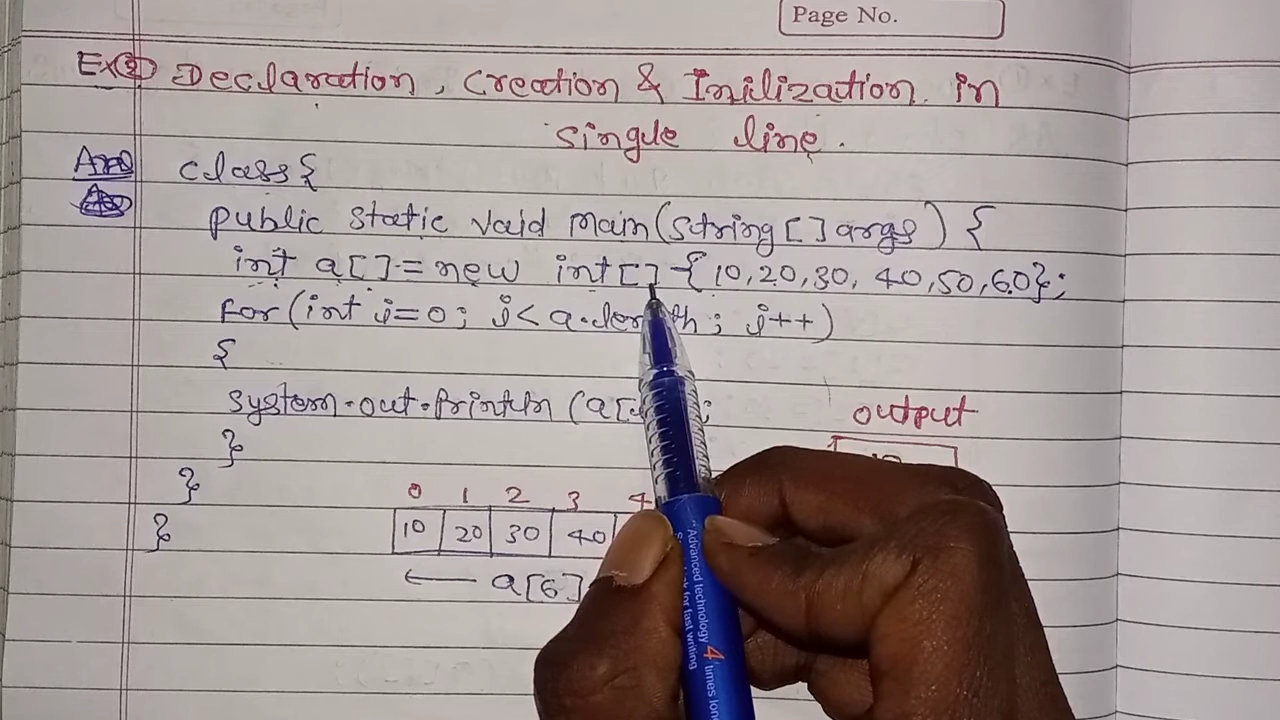 Page No.
Ex② Declaration, Creation & Inilization. in
single line.
class{
public static void main(string[]args){
int a[]=new int[]{10,20,30,40,50,60};
for(int i=0; i<a.length; i++)
{
system.out.println(a[
output
}
}
0 1 2 3 4
} 10 20 30 40
← a[6]
"Advanced technology 4 times
for fast writing